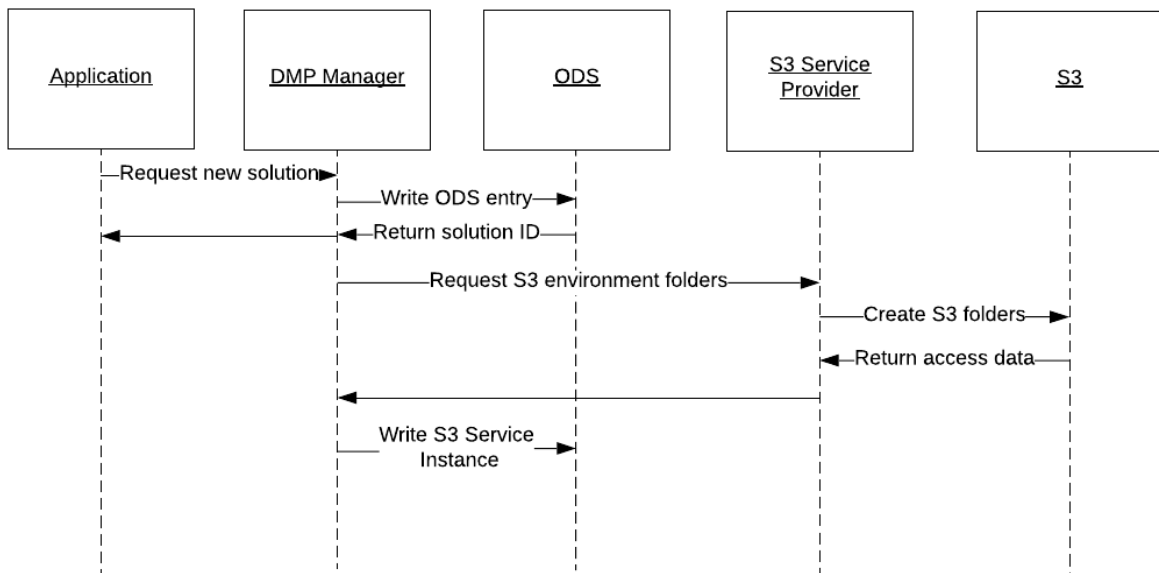 Application
DMP Manager
ODS
S3 Service
Provider
S3
Request new solution
Write ODS entry
Return solution ID
Request S3 environment folders
Create S3 folders
Return access data
Write S3 Service
Instance